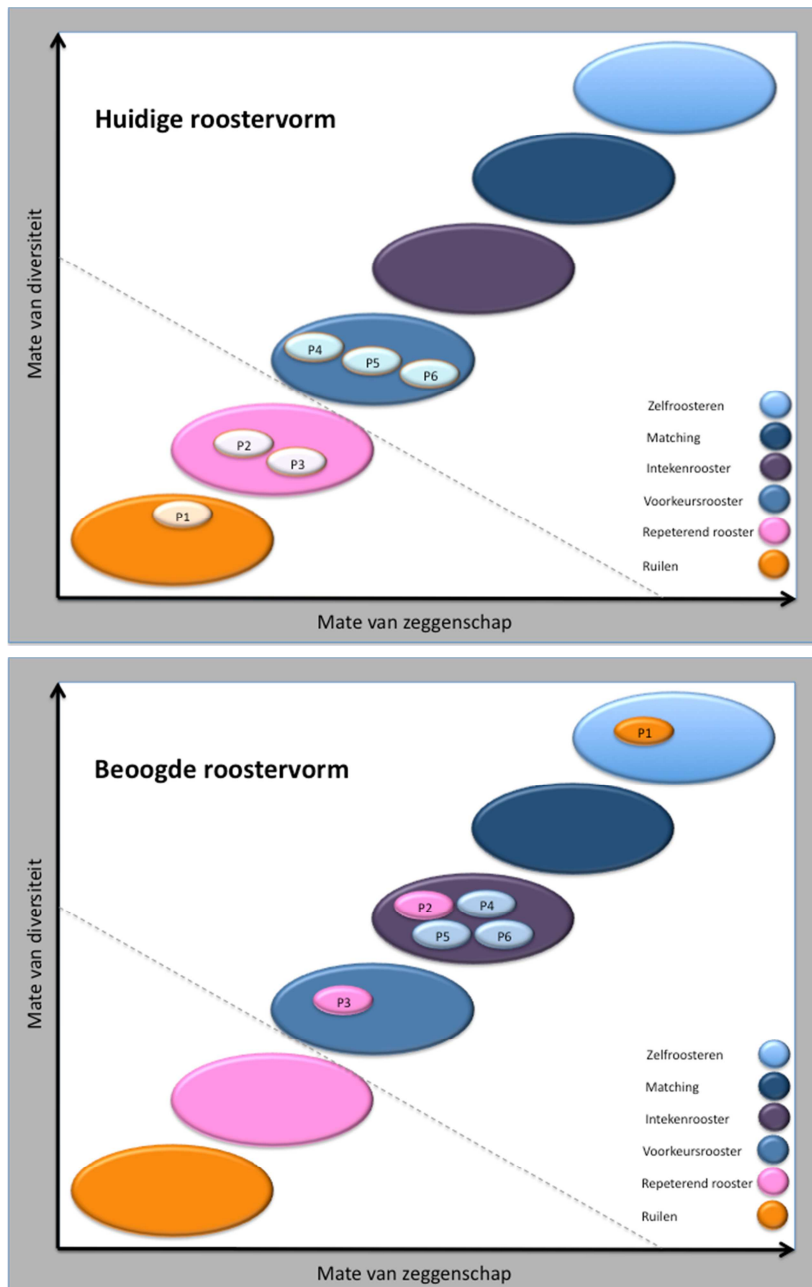 Huidige roostervorm
Mate van diversiteit
P4
P5
P6
P2
P3
P1
Zelfroosteren
Matching
Intekenrooster
Voorkeursrooster
Repeterend rooster
Ruilen
Mate van zeggenschap
Beoogde roostervorm
Mate van diversiteit
P1
P2
P4
P5
P6
P3
Zelfroosteren
Matching
Intekenrooster
Voorkeursrooster
Repeterend rooster
Ruilen
Mate van zeggenschap